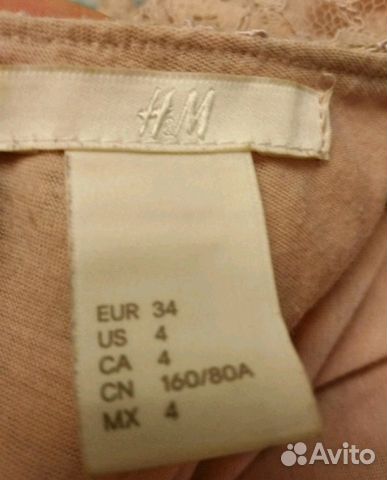 H&M
EUR 34
US 4
CA 4
CN 160/80A
MX 4
Avito